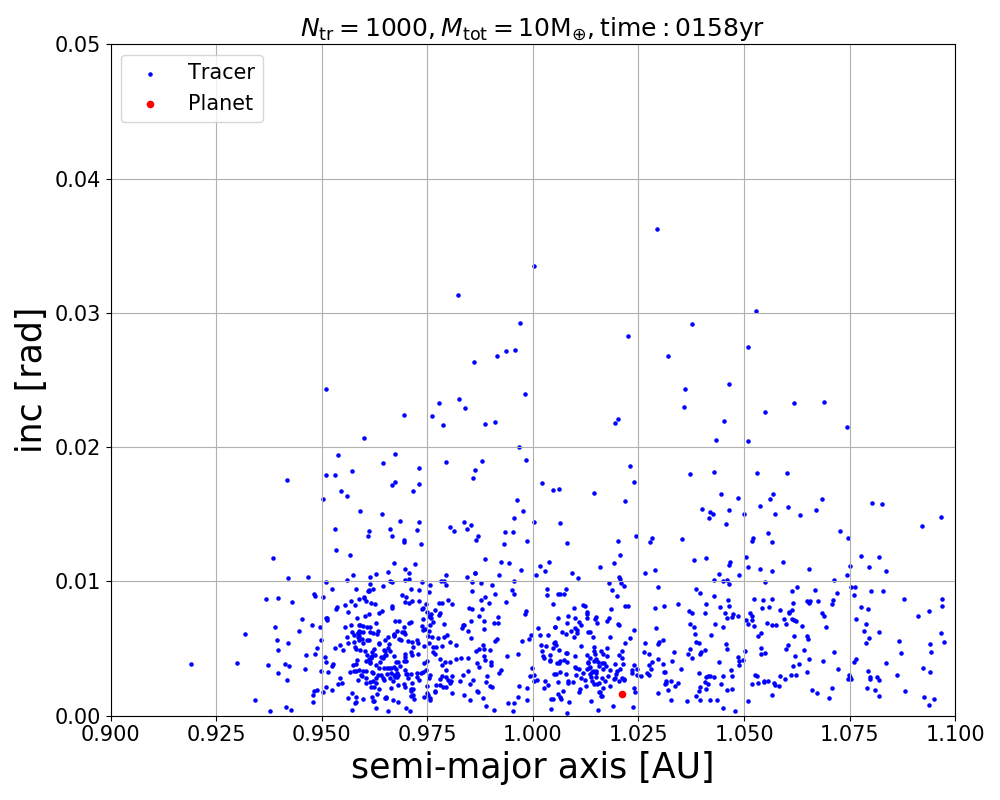 N_tr = 1000, M_tot = 10M_⊕, time : 0158yr
0.05
Tracer
Planet
0.04
0.03
inc [rad]
0.02
0.01
0.00
0.900 0.925 0.950 0.975 1.000 1.025 1.050 1.075 1.100
semi-major axis [AU]